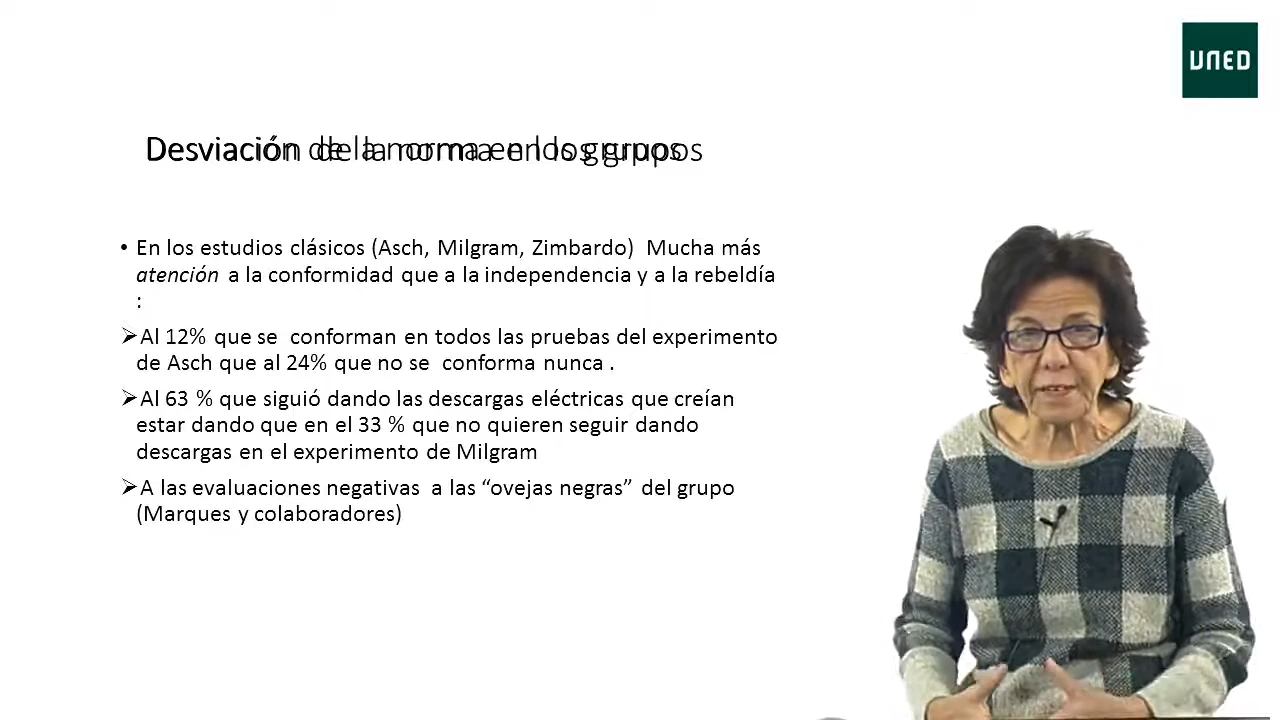 UNED
Desviación de la norma en los grupos
• En los estudios clásicos (Asch, Milgram, Zimbardo)  Mucha más
atención a la conformidad que a la independencia y a la rebeldía
:
➢Al 12% que se  conforman en todos las pruebas del experimento
de Asch que al 24% que no se  conforma nunca .
➢Al 63 % que siguió dando las descargas eléctricas que creían
estar dando que en el 33 % que no quieren seguir dando
descargas en el experimento de Milgram
➢A las evaluaciones negativas  a las “ovejas negras” del grupo
(Marques y colaboradores)